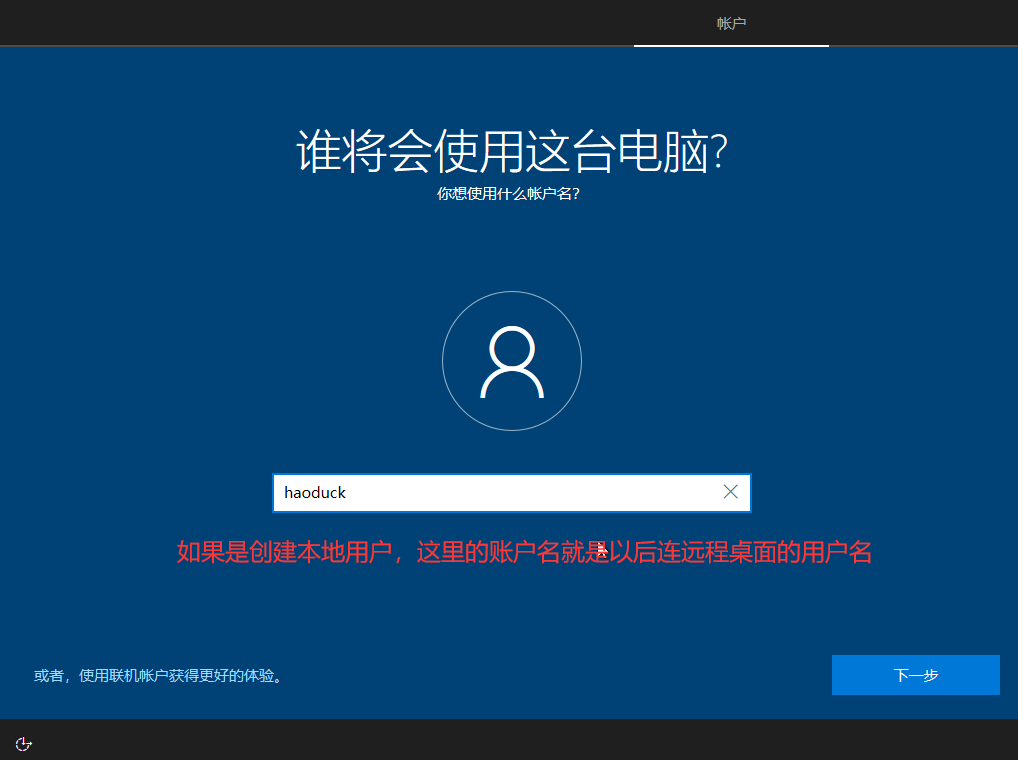 帐户
谁将会使用这台电脑?
你想使用什么帐户名?
haoduck
如果是创建本地用户，这里的账户名就是以后连远程桌面的用户名
或者，使用联机帐户获得更好的体验。
下一步